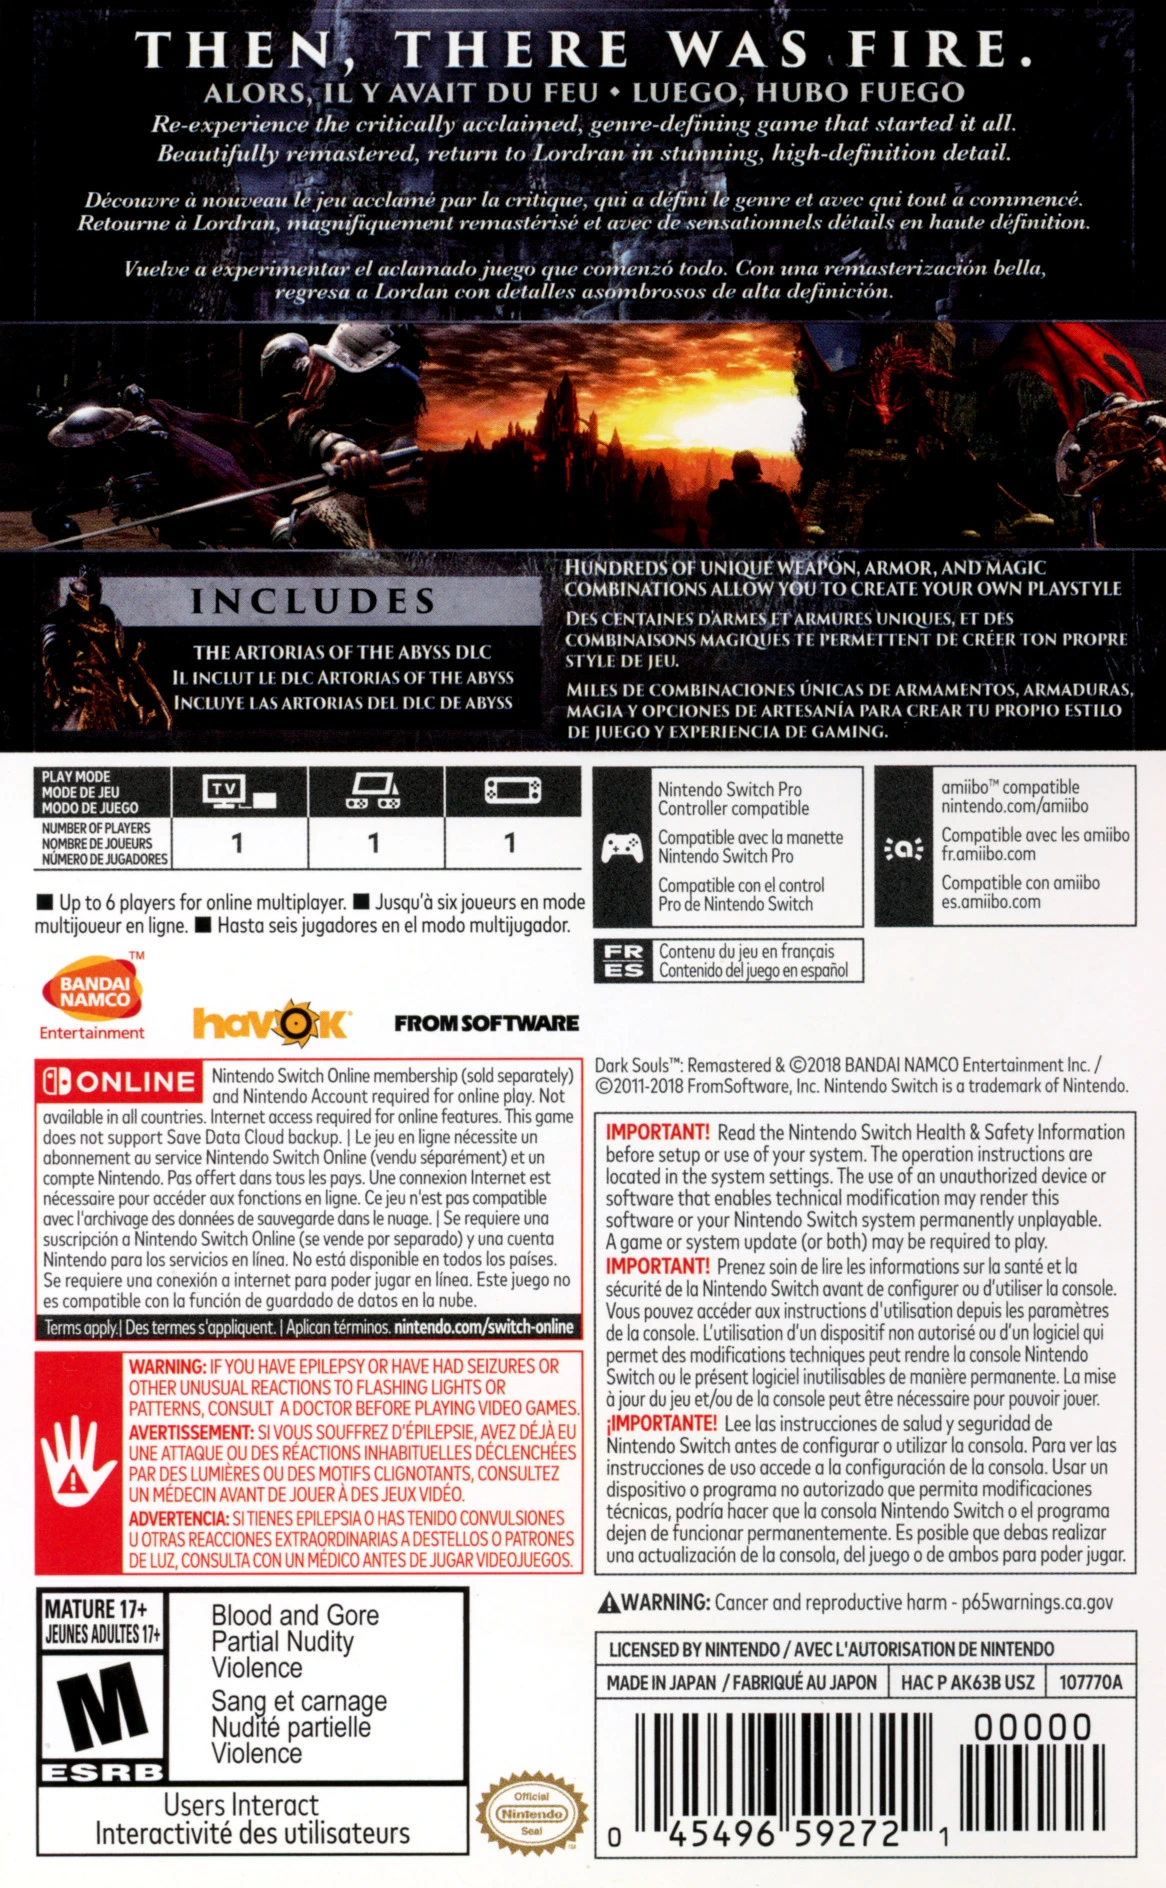 THEN, THERE WAS FIRE.
ALORS, IL Y AVAIT DU FEU • LUEGO, HUBO FUEGO
Re-experience the critically acclaimed, genre-defining game that started it all.
Beautifully remastered, return to Lordran in stunning, high-definition detail.
Découvre à nouveau le jeu acclamé par la critique, qui a défini le genre et avec qui tout a commencé.
Retourne à Lordran, magnifiquement remastérisé et avec de sensationnels détails en haute définition.
Vuelve a experimentar el aclamado juego que comenzó todo. Con una remasterización bella,
regresa a Lordan con detalles asombrosos de alta definición.
INCLUDES
THE ARTORIAS OF THE ABYSS DLC
IL INCLUT LE DLC ARTORIAS OF THE ABYSS
INCLUYE LAS ARTORIAS DEL DLC DE ABYSS
HUNDREDS OF UNIQUE WEAPON, ARMOR, AND MAGIC
COMBINATIONS ALLOW YOU TO CREATE YOUR OWN PLAYSTYLE
DES CENTAINES D'ARMES ET ARMURES UNIQUES, ET DES
COMBINAISONS MAGIQUES TE PERMETTENT DE CRÉER TON PROPRE
STYLE DE JEU.
MILES DE COMBINACIONES ÚNICAS DE ARMAMENTOS, ARMADURAS,
MAGIA Y OPCIONES DE ARTESANÍA PARA CREAR TU PROPIO ESTILO
DE JUEGO Y EXPERIENCIA DE GAMING.
PLAY MODE
MODE DE JEU
MODO DE JUEGO
TV
NUMBER OF PLAYERS
NOMBRE DE JOUEURS
NÚMERO DE JUGADORES
1
1
1
■ Up to 6 players for online multiplayer. ■ Jusqu'à six joueurs en mode
multijoueur en ligne. ■ Hasta seis jugadores en el modo multijugador.
Nintendo Switch Pro
Controller compatible
Compatible avec la manette
Nintendo Switch Pro
Compatible con el control
Pro de Nintendo Switch
amiibo™ compatible
nintendo.com/amiibo
Compatible avec les amiibo
fr.amiibo.com
Compatible con amiibo
es.amiibo.com
FR Contenu du jeu en français
ES Contenido del juego en español
BANDAI
NAMCO
TM
Entertainment
havok
FROMSOFTWARE
ONLINE
Nintendo Switch Online membership (sold separately)
and Nintendo Account required for online play. Not
available in all countries. Internet access required for online features. This game
does not support Save Data Cloud backup. | Le jeu en ligne nécessite un
abonnement au service Nintendo Switch Online (vendu séparément) et un
compte Nintendo. Pas offert dans tous les pays. Une connexion Internet est
nécessaire pour accéder aux fonctions en ligne. Ce jeu n'est pas compatible
avec l'archivage des données de sauvegarde dans le nuage. | Se requiere una
suscripción a Nintendo Switch Online (se vende por separado) y una cuenta
Nintendo para los servicios en línea. No está disponible en todos los países.
Se requiere una conexión a internet para poder jugar en línea. Este juego no
es compatible con la función de guardado de datos en la nube.
Terms apply.| Des termes s'appliquent. | Aplican términos. nintendo.com/switch-online
WARNING: IF YOU HAVE EPILEPSY OR HAVE HAD SEIZURES OR
OTHER UNUSUAL REACTIONS TO FLASHING LIGHTS OR
PATTERNS, CONSULT A DOCTOR BEFORE PLAYING VIDEO GAMES.
AVERTISSEMENT: SI VOUS SOUFFREZ D'ÉPILEPSIE, AVEZ DÉJÀ EU
UNE ATTAQUE OU DES RÉACTIONS INHABITUELLES DÉCLENCHÉES
PAR DES LUMIÈRES OU DES MOTIFS CLIGNOTANTS, CONSULTEZ
UN MÉDECIN AVANT DE JOUER À DES JEUX VIDÉO.
ADVERTENCIA: SI TIENES EPILEPSIA O HAS TENIDO CONVULSIONES
U OTRAS REACCIONES EXTRAORDINARIAS A DESTELLOS O PATRONES
DE LUZ, CONSULTA CON UN MÉDICO ANTES DE JUGAR VIDEOJUEGOS.
Dark Souls™: Remastered & ©2018 BANDAI NAMCO Entertainment Inc. /
©2011-2018 FromSoftware, Inc. Nintendo Switch is a trademark of Nintendo.
IMPORTANT! Read the Nintendo Switch Health & Safety Information
before setup or use of your system. The operation instructions are
located in the system settings. The use of an unauthorized device or
software that enables technical modification may render this
software or your Nintendo Switch system permanently unplayable.
A game or system update (or both) may be required to play.
IMPORTANT! Prenez soin de lire les informations sur la santé et la
sécurité de la Nintendo Switch avant de configurer ou d'utiliser la console.
Vous pouvez accéder aux instructions d'utilisation depuis les paramètres
de la console. L'utilisation d'un dispositif non autorisé ou d'un logiciel qui
permet des modifications techniques peut rendre la console Nintendo
Switch ou le présent logiciel inutilisables de manière permanente. La mise
à jour du jeu et/ou de la console peut être nécessaire pour pouvoir jouer.
¡IMPORTANTE! Lee las instrucciones de salud y seguridad de
Nintendo Switch antes de configurar o utilizar la consola. Para ver las
instrucciones de uso accede a la configuración de la consola. Usar un
dispositivo o programa no autorizado que permita modificaciones
técnicas, podría hacer que la consola Nintendo Switch o el programa
dejen de funcionar permanentemente. Es posible que debas realizar
una actualización de la consola, del juego o de ambos para poder jugar.
WARNING: Cancer and reproductive harm - p65warnings.ca.gov
MATURE 17+
JEUNES ADULTES 17+
M
ESRB
Blood and Gore
Partial Nudity
Violence
Sang et carnage
Nudité partielle
Violence
Users Interact
Interactivité des utilisateurs
Official
Nintendo
Seal
TM
LICENSED BY NINTENDO / AVEC L'AUTORISATION DE NINTENDO
MADE IN JAPAN / FABRIQUÉ AU JAPON
HAC P AK63B USZ
107770A
00000
0 45496 59272 1